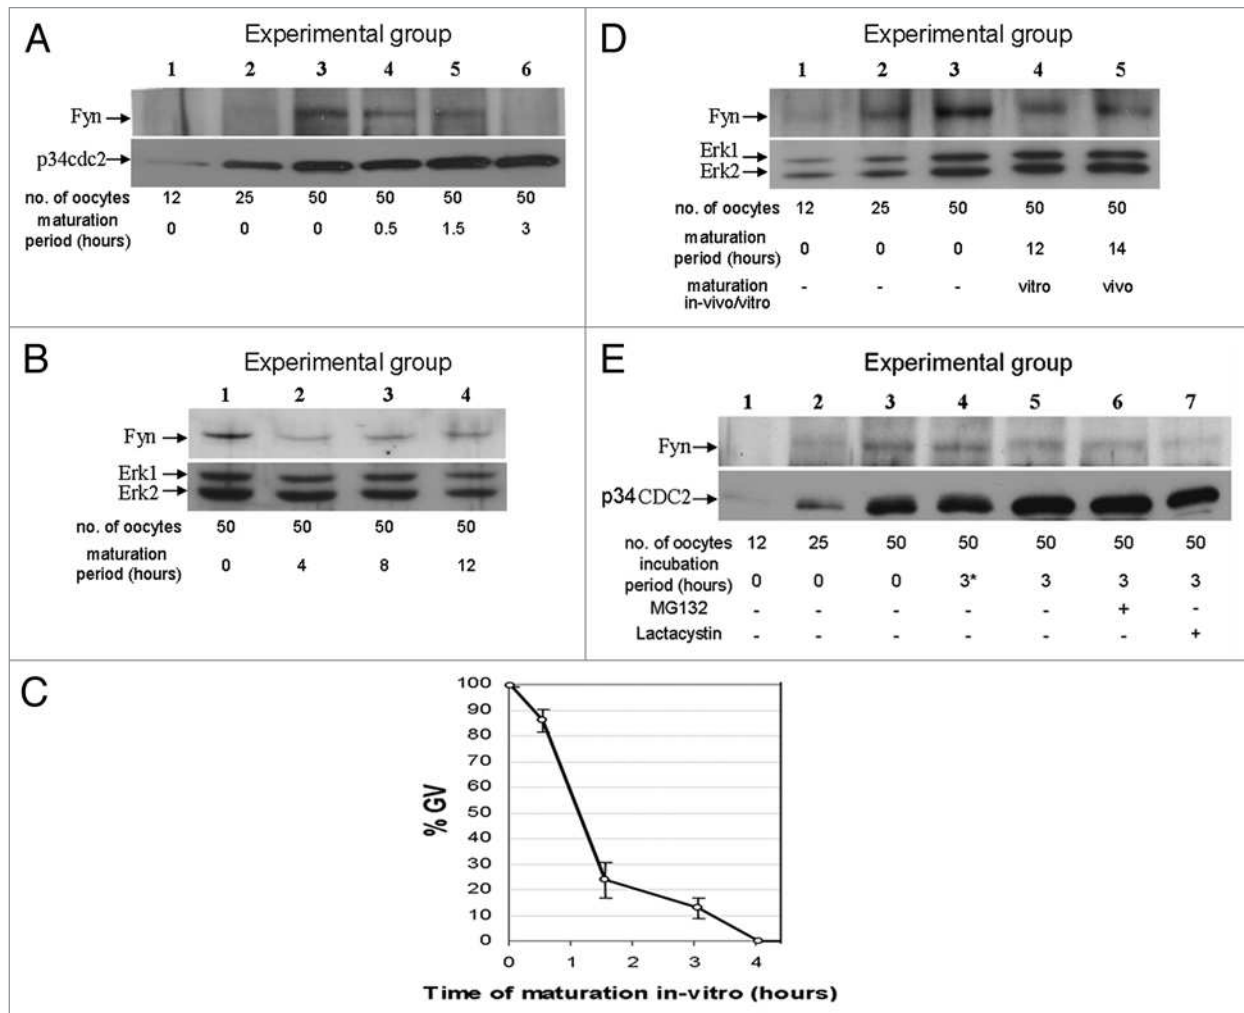 A
Experimental group
1 2 3 4 5 6
Fyn
p34cdc2
no. of oocytes 12 25 50 50 50 50
maturation
period (hours) 0 0 0 0.5 1.5 3
D
Experimental group
1 2 3 4 5
Fyn
Erk1
Erk2
no. of oocytes 12 25 50 50 50
maturation
period (hours) 0 0 0 12 14
maturation
in-vivo/vitro - - - vitro vivo
B
Experimental group
1 2 3 4
Fyn
Erk1
Erk2
no. of oocytes 50 50 50 50
maturation
period (hours) 0 4 8 12
E
Experimental group
1 2 3 4 5 6 7
Fyn
p34 CDC2
no. of oocytes 12 25 50 50 50 50 50
incubation
period (hours) 0 0 0 3* 3 3 3
MG132 - - - - - + -
Lactacystin - - - - - - +
C
100
90
80
70
60
50
40
30
20
10
0
% GV
0 1 2 3 4
Time of maturation in-vitro (hours)